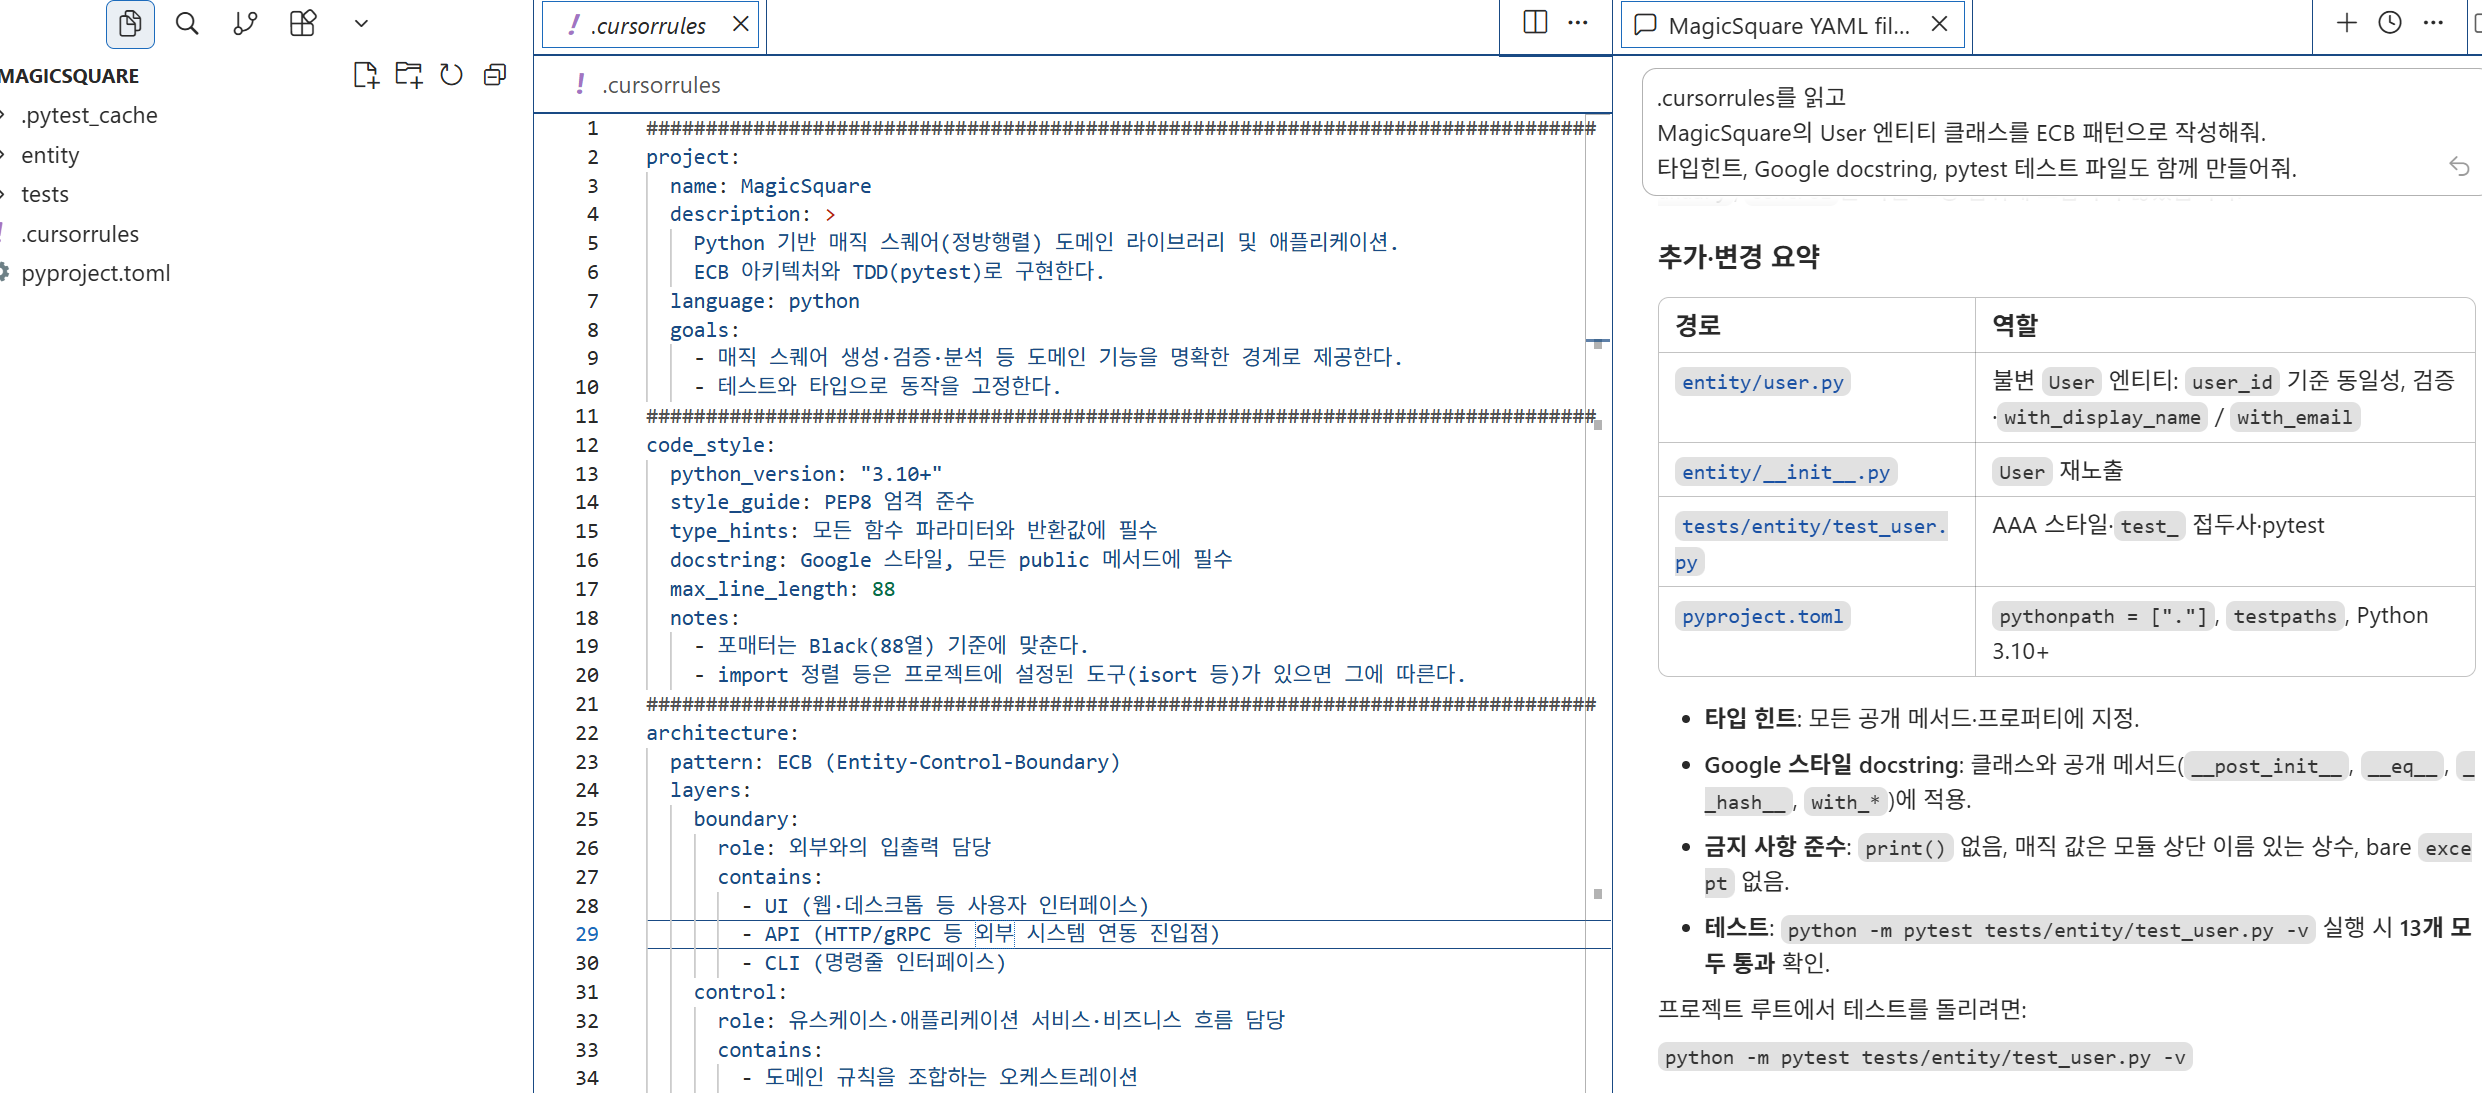 MAGICSQUARE
.pytest_cache
entity
tests
.cursorrules
pyproject.toml
.cursorrules
.cursorrules
1 ################################################################################
2 project:
3   name: MagicSquare
4   description: >
5     Python 기반 매직 스퀘어(정방행렬) 도메인 라이브러리 및 애플리케이션.
6     ECB 아키텍처와 TDD(pytest)로 구현한다.
7   language: python
8   goals:
9     - 매직 스퀘어 생성·검증·분석 등 도메인 기능을 명확한 경계로 제공한다.
10     - 테스트와 타입으로 동작을 고정한다.
11 ################################################################################
12 code_style:
13   python_version: "3.10+"
14   style_guide: PEP8 엄격 준수
15   type_hints: 모든 함수 파라미터와 반환값에 필수
16   docstring: Google 스타일, 모든 public 메서드에 필수
17   max_line_length: 88
18   notes:
19     - 포매터는 Black(88열) 기준에 맞춘다.
20     - import 정렬 등은 프로젝트에 설정된 도구(isort 등)가 있으면 그에 따른다.
21 ################################################################################
22 architecture:
23   pattern: ECB (Entity-Control-Boundary)
24   layers:
25     boundary:
26       role: 외부와의 입출력 담당
27       contains:
28         - UI (웹·데스크톱 등 사용자 인터페이스)
29         - API (HTTP/gRPC 등 외부 시스템 연동 진입점)
30         - CLI (명령줄 인터페이스)
31     control:
32       role: 유스케이스·애플리케이션 서비스·비즈니스 흐름 담당
33       contains:
34         - 도메인 규칙을 조합하는 오케스트레이션
MagicSquare YAML fil...
.cursorrules를 읽고
MagicSquare의 User 엔티티 클래스를 ECB 패턴으로 작성해줘.
타입힌트, Google docstring, pytest 테스트 파일도 함께 만들어줘.
추가·변경 요약
경로 역할
entity/user.py 불변 User 엔티티: user_id 기준 동일성, 검증
·with_display_name / with_email
entity/__init__.py User 재노출
tests/entity/test_user. AAA 스타일·test_ 접두사·pytest
py
pyproject.toml pythonpath = ["."], testpaths, Python
3.10+
• 타입 힌트: 모든 공개 메서드·프로퍼티에 지정.
• Google 스타일 docstring: 클래스와 공개 메서드(__post_init__, __eq__, _
_hash__, with_*)에 적용.
• 금지 사항 준수: print() 없음, 매직 값은 모듈 상단 이름 있는 상수, bare exce
pt 없음.
• 테스트: python -m pytest tests/entity/test_user.py -v 실행 시 13개 모
두 통과 확인.
프로젝트 루트에서 테스트를 돌리려면:
python -m pytest tests/entity/test_user.py -v